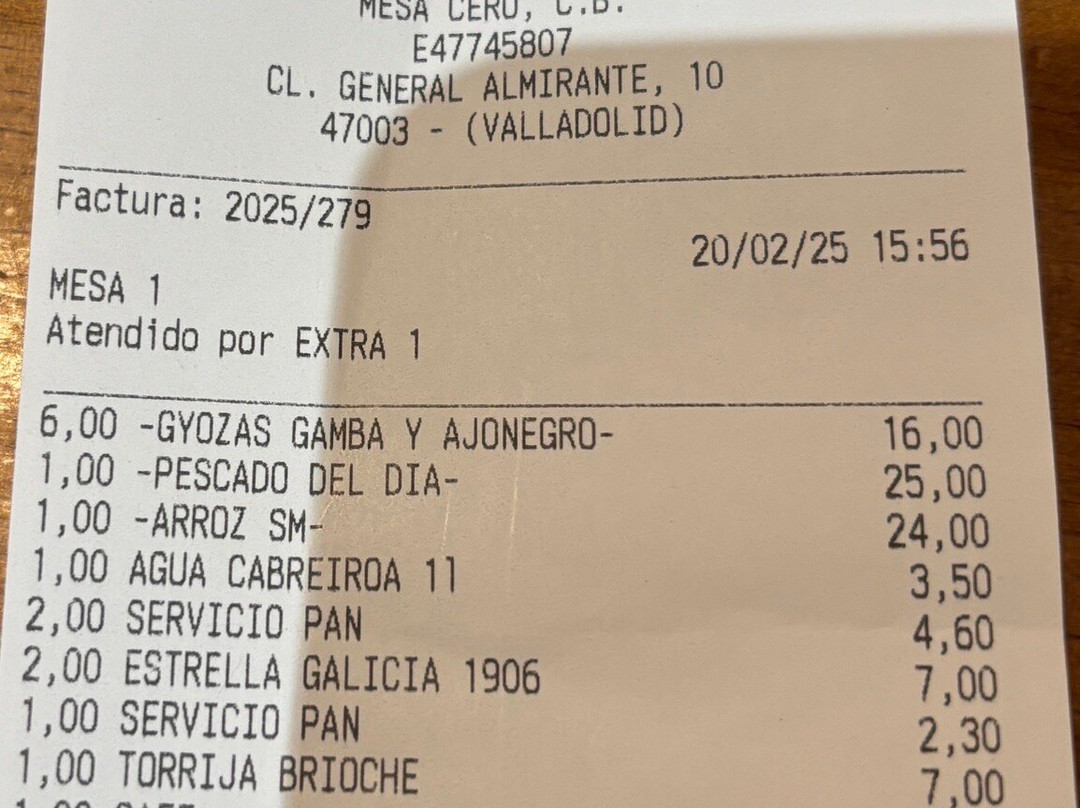 MESA CERO, C.B.
E47745807
CL. GENERAL ALMIRANTE, 10
47003 - (VALLADOLID)
Factura: 2025/279
20/02/25 15:56
MESA 1
Atendido por EXTRA 1
6,00 -GYOZAS GAMBA Y AJONEGRO- 16,00
1,00 -PESCADO DEL DIA- 25,00
1,00 -ARROZ SM- 24,00
1,00 AGUA CABREIROA 1l 3,50
2,00 SERVICIO PAN 4,60
2,00 ESTRELLA GALICIA 1906 7,00
1,00 SERVICIO PAN 2,30
1,00 TORRIJA BRIOCHE 7,00